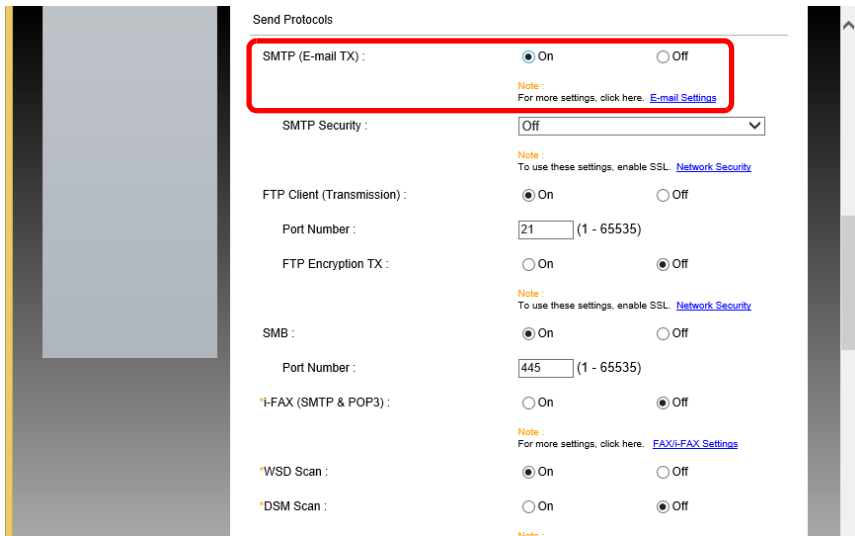 Send Protocols
SMTP (E-mail TX) : On Off
Note :
For more settings, click here. E-mail Settings
SMTP Security : Off
Note :
To use these settings, enable SSL. Network Security
FTP Client (Transmission) : On Off
Port Number : 21 (1 - 65535)
FTP Encryption TX : On Off
Note :
To use these settings, enable SSL. Network Security
SMB : On Off
Port Number : 445 (1 - 65535)
*i-FAX (SMTP & POP3) : On Off
Note :
For more settings, click here. FAX/i-FAX Settings
*WSD Scan : On Off
*DSM Scan : On Off
Note :